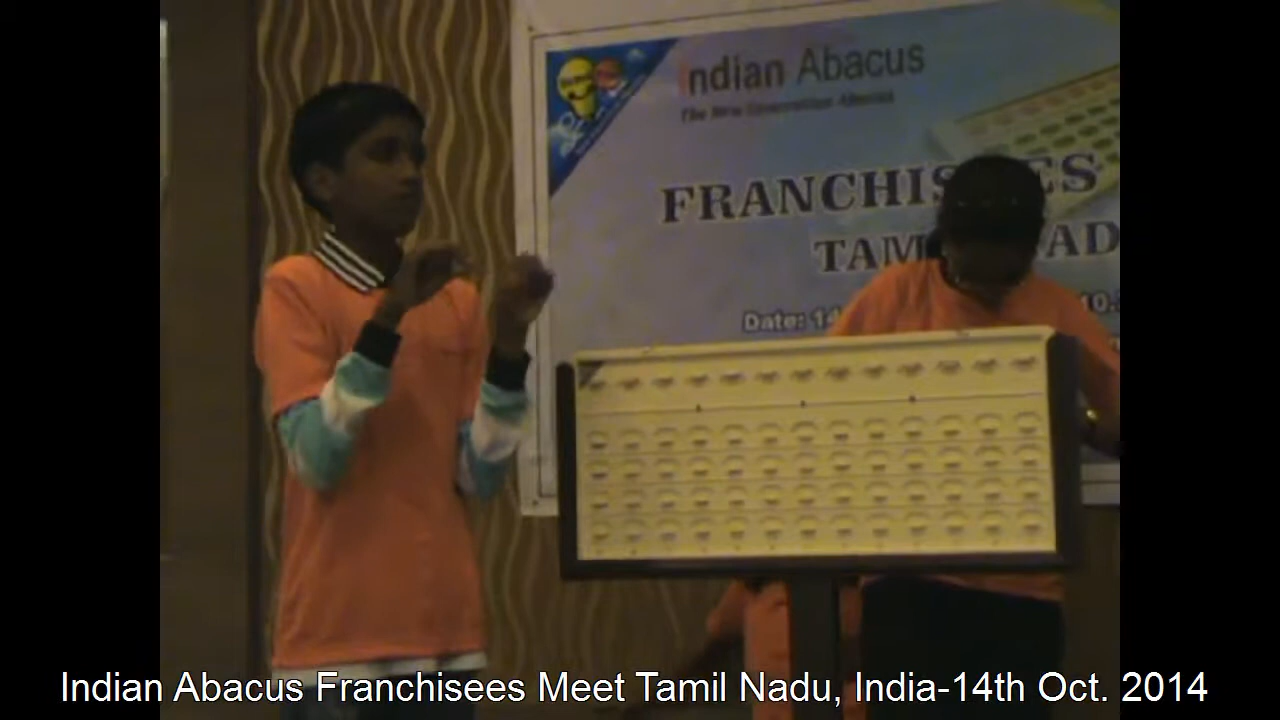 Indian Abacus
The New Generation Abacus
FRANCHIS ES
TAM AD
Date: 14 10.
Indian Abacus Franchisees Meet Tamil Nadu, India-14th Oct. 2014